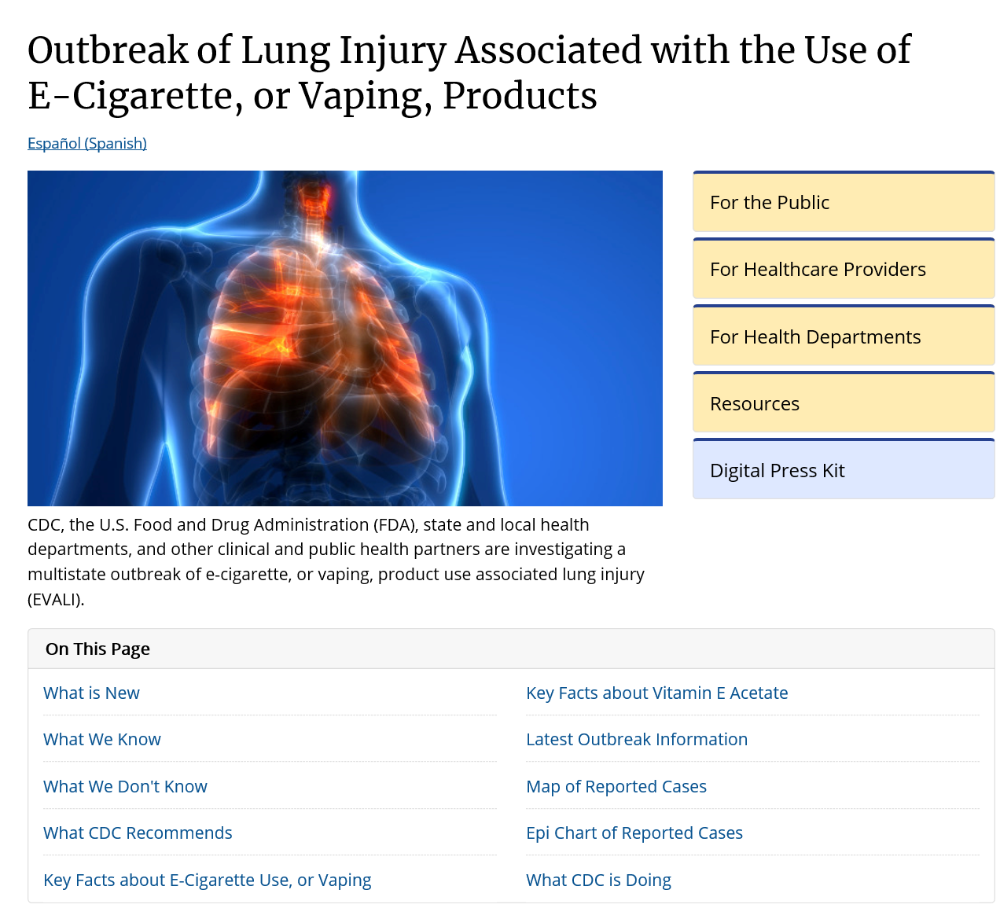 Outbreak of Lung Injury Associated with the Use of
E-Cigarette, or Vaping, Products
Español (Spanish)
For the Public
For Healthcare Providers
For Health Departments
Resources
Digital Press Kit
CDC, the U.S. Food and Drug Administration (FDA), state and local health
departments, and other clinical and public health partners are investigating a
multistate outbreak of e-cigarette, or vaping, product use associated lung injury
(EVALI).
On This Page
What is New
What We Know
What We Don't Know
What CDC Recommends
Key Facts about E-Cigarette Use, or Vaping
Key Facts about Vitamin E Acetate
Latest Outbreak Information
Map of Reported Cases
Epi Chart of Reported Cases
What CDC is Doing